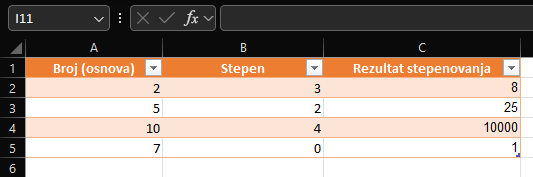 I11 fx
A B C
1 Broj (osnova) Stepen Rezultat stepenovanja
2 2 3 8
3 5 2 25
4 10 4 10000
5 7 0 1
6